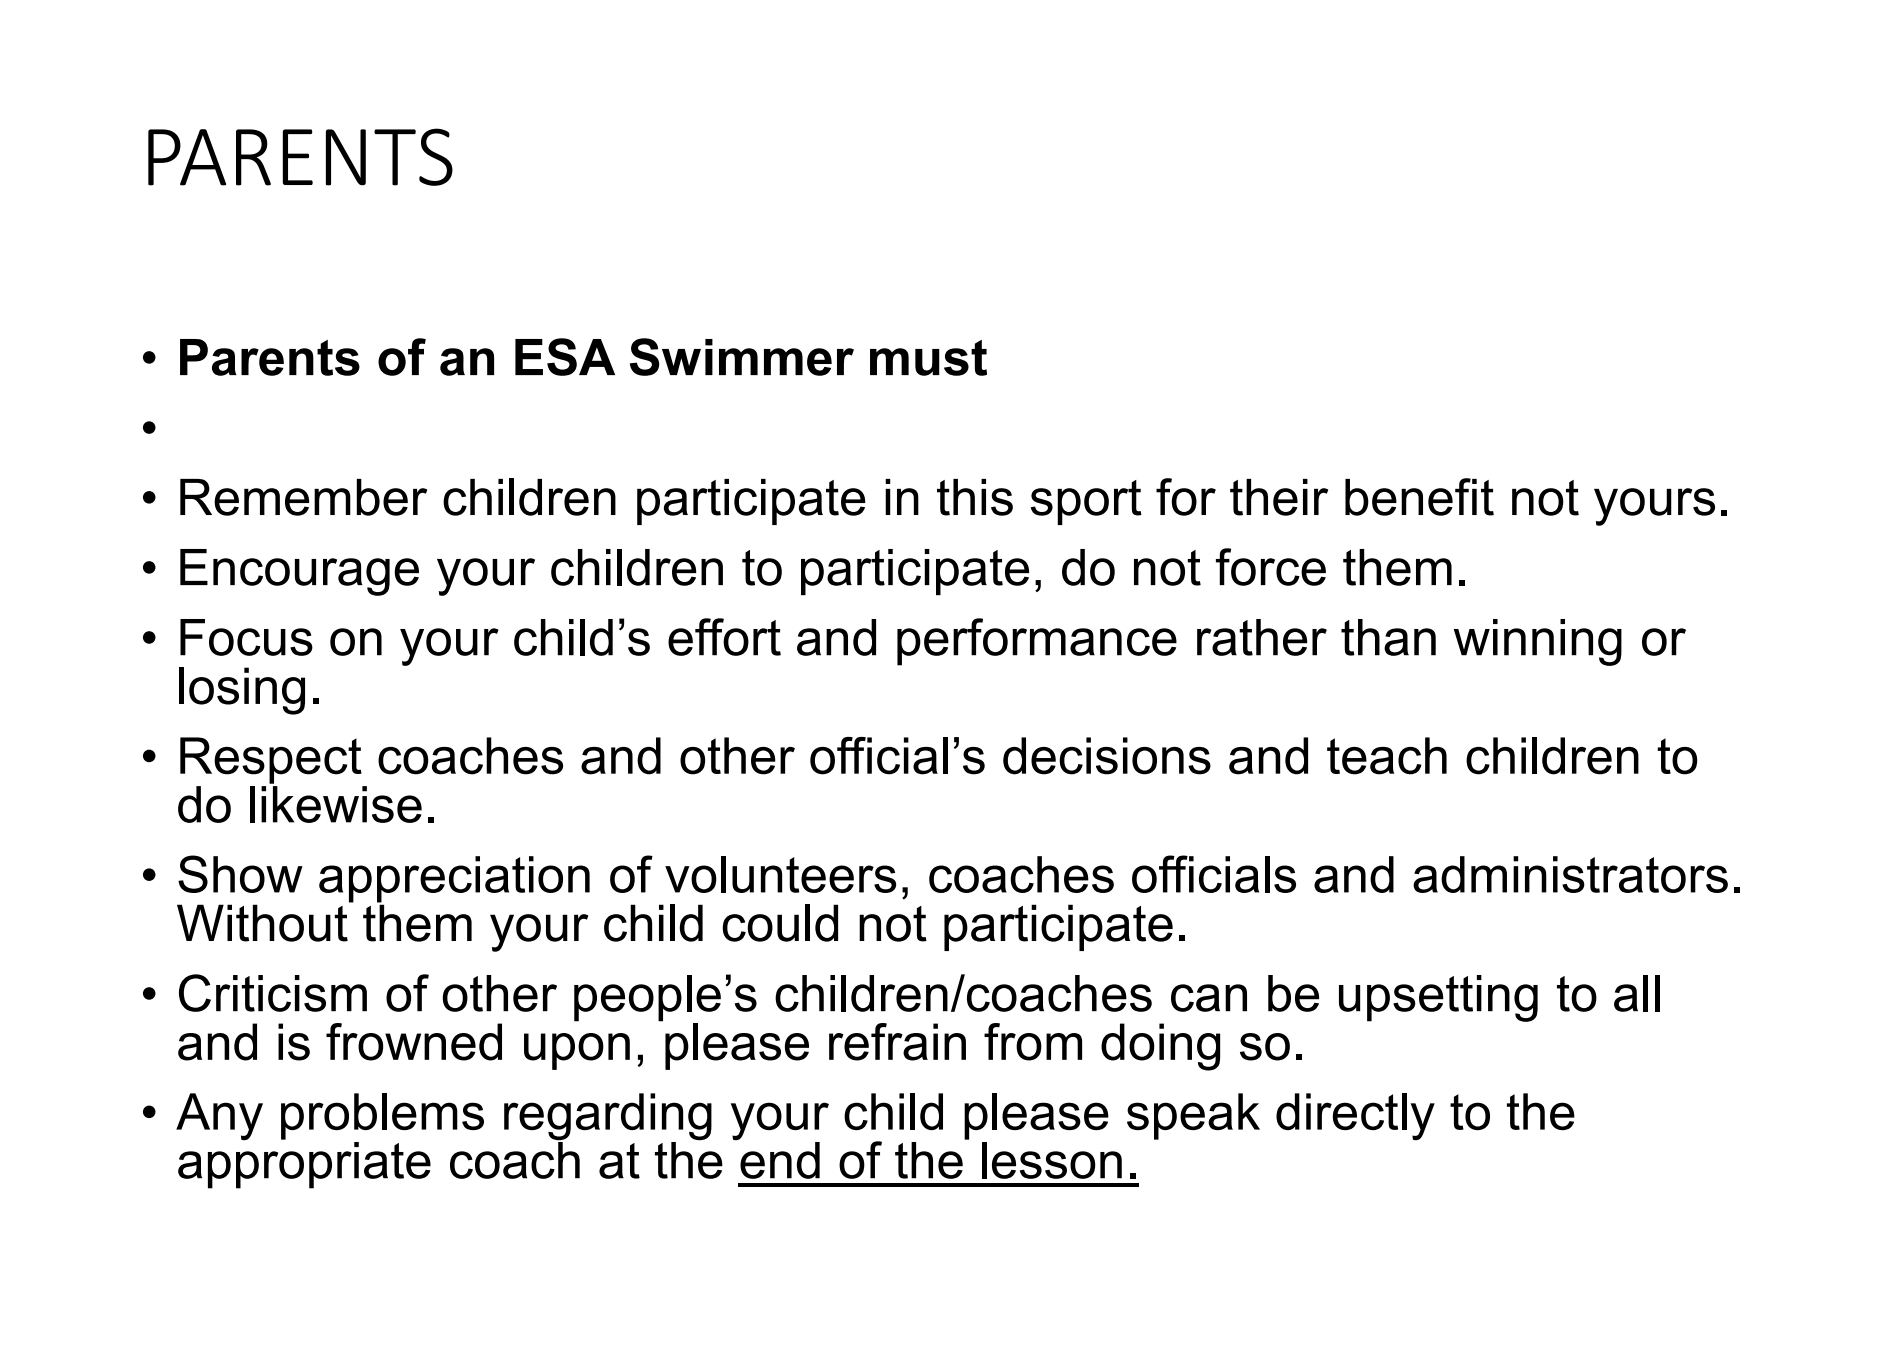 PARENTS
• Parents of an ESA Swimmer must
•
• Remember children participate in this sport for their benefit not yours.
• Encourage your children to participate, do not force them.
• Focus on your child’s effort and performance rather than winning or
losing.
• Respect coaches and other official’s decisions and teach children to
do likewise.
• Show appreciation of volunteers, coaches officials and administrators.
Without them your child could not participate.
• Criticism of other people’s children/coaches can be upsetting to all
and is frowned upon, please refrain from doing so.
• Any problems regarding your child please speak directly to the
appropriate coach at the end of the lesson.